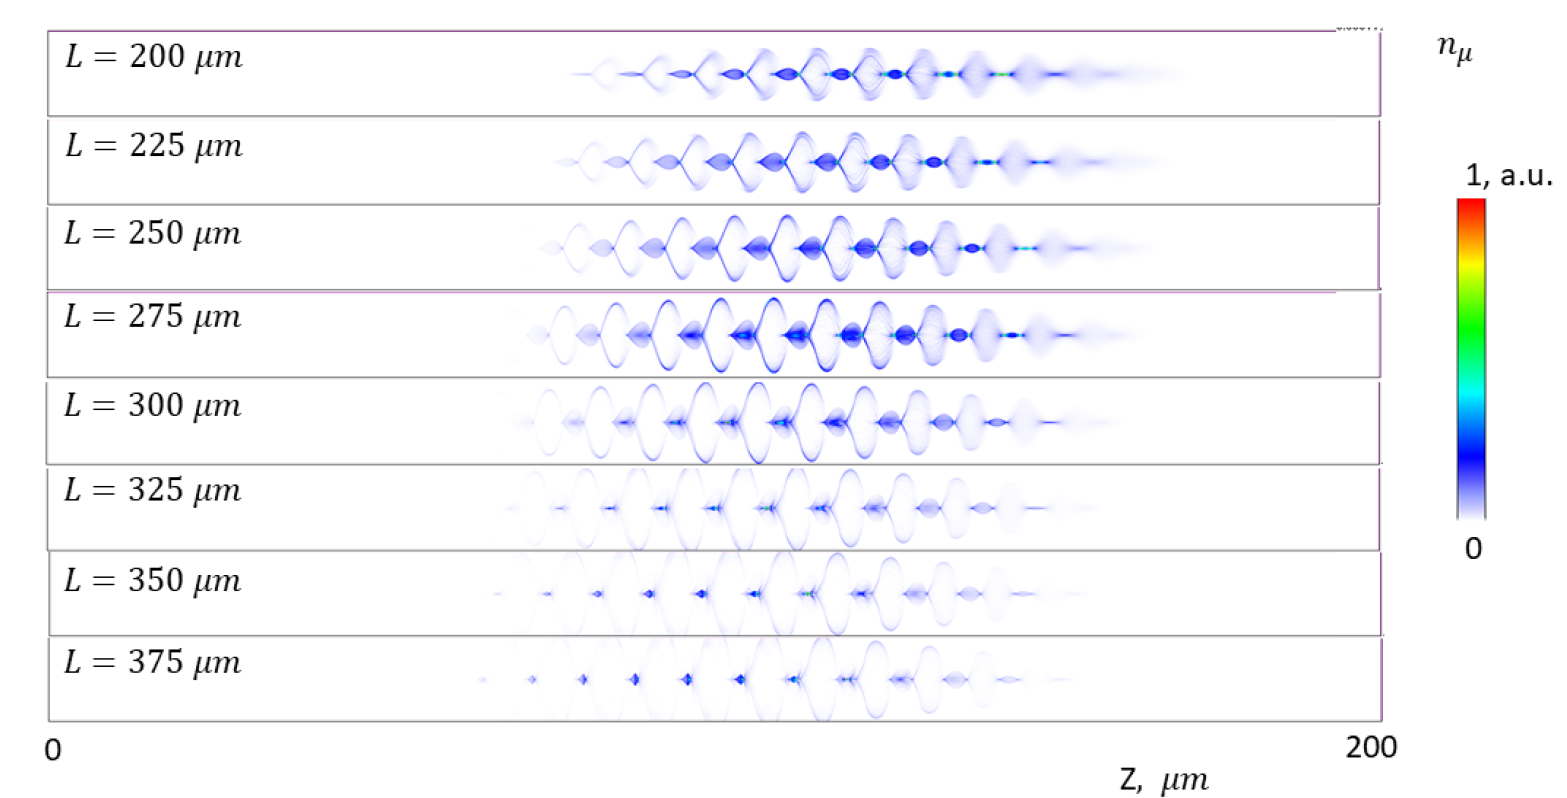 L = 200 μm
n_μ
L = 225 μm
1, a.u.
L = 250 μm
L = 275 μm
L = 300 μm
L = 325 μm
L = 350 μm
0
L = 375 μm
0
200
Z, μm